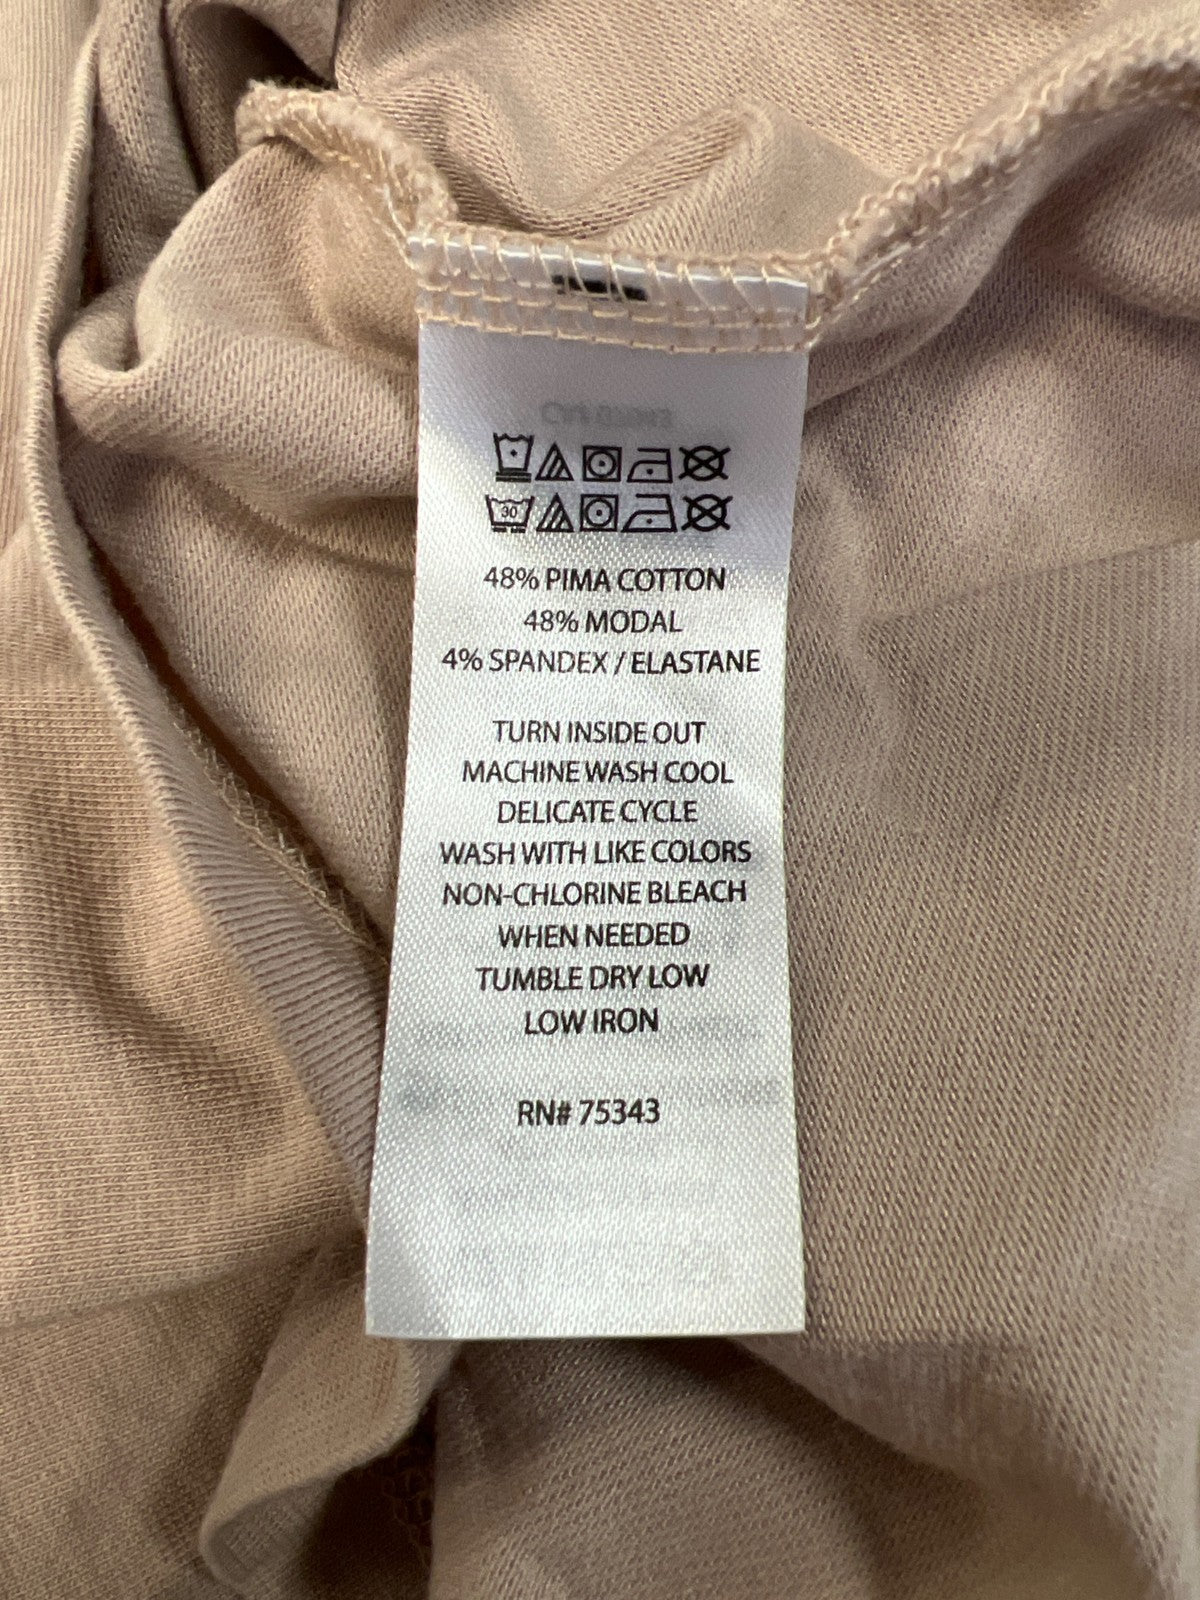 30
48% PIMA COTTON
48% MODAL
4% SPANDEX / ELASTANE
TURN INSIDE OUT
MACHINE WASH COOL
DELICATE CYCLE
WASH WITH LIKE COLORS
NON-CHLORINE BLEACH
WHEN NEEDED
TUMBLE DRY LOW
LOW IRON
RN# 75343